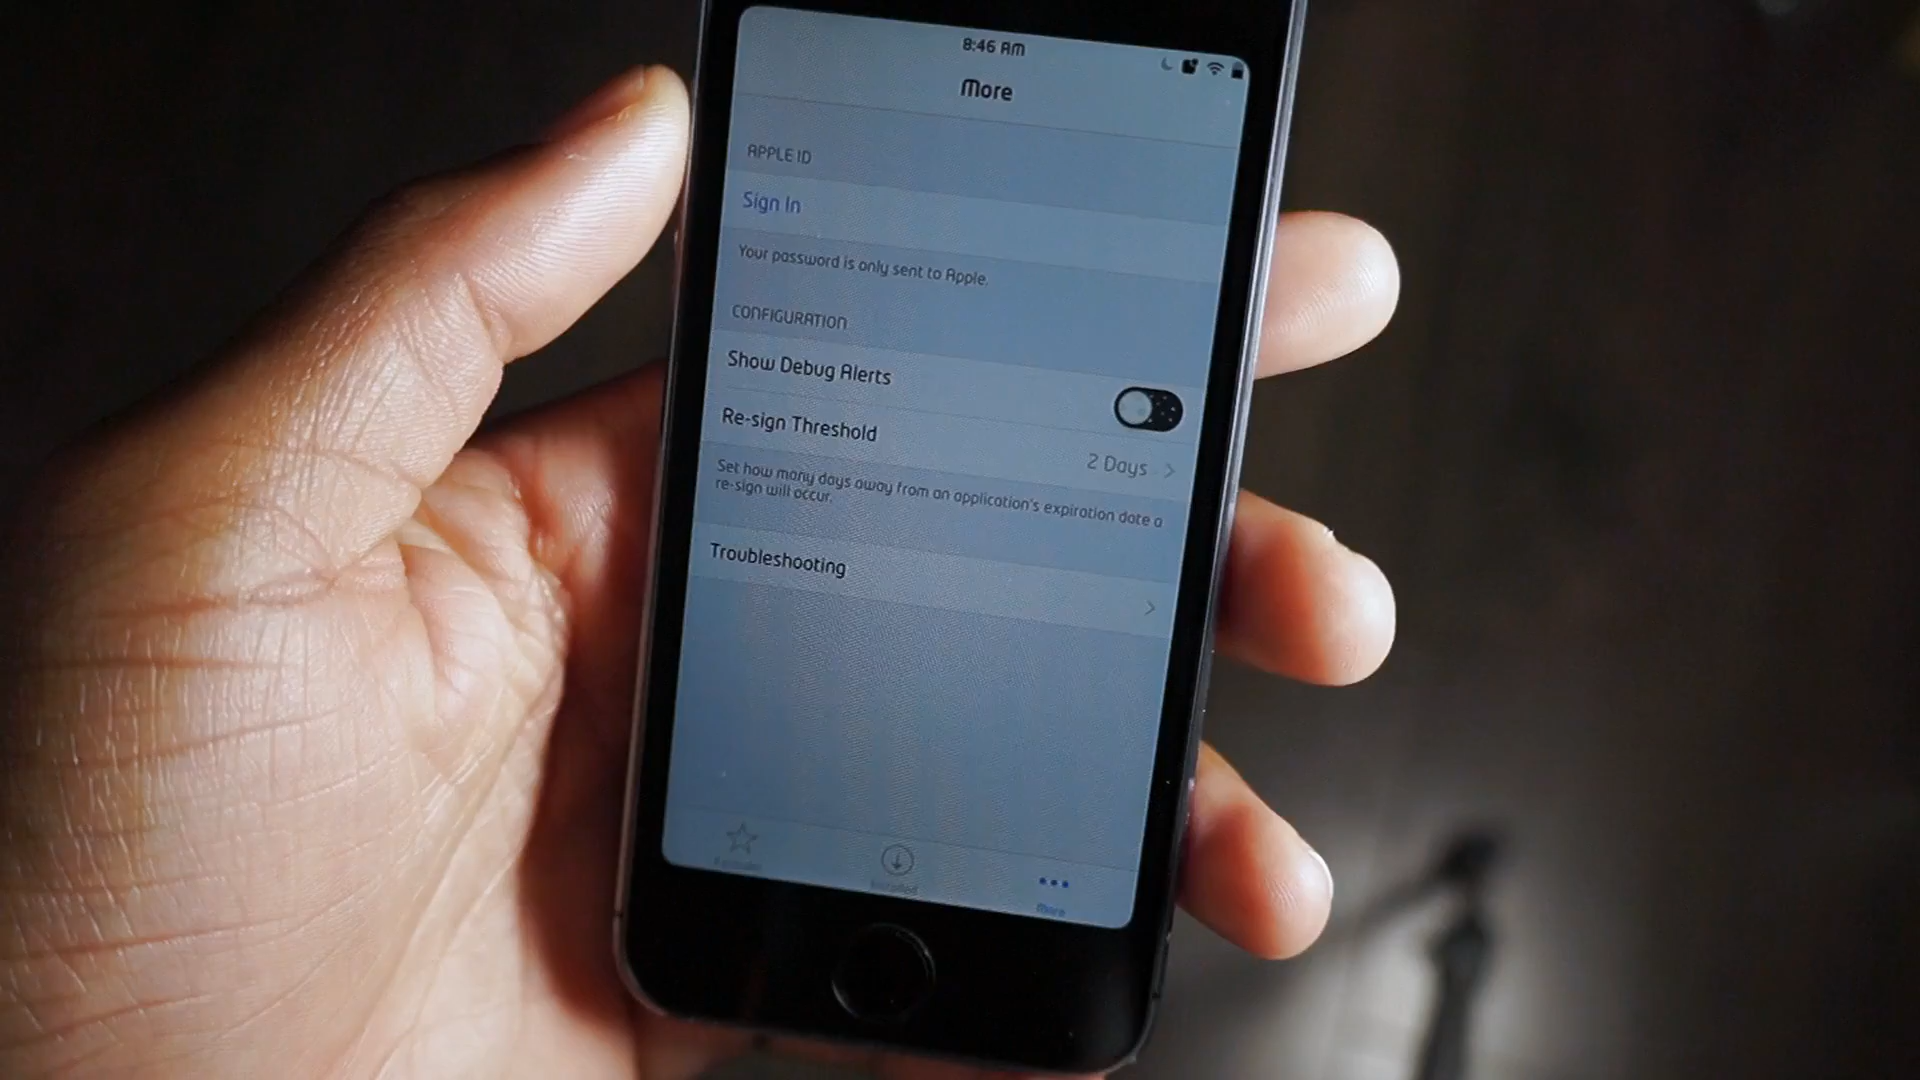 8:46 AM
More
APPLE ID
Sign In
Your password is only sent to Apple.
CONFIGURATION
Show Debug Alerts
Re-sign Threshold
2 Days
Set how many days away from an application's expiration date a
re-sign will occur.
Troubleshooting
Installed
More